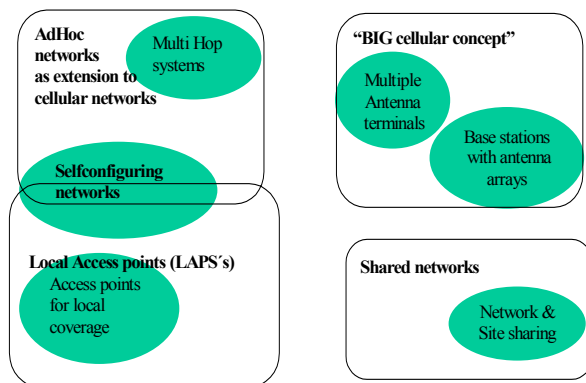 AdHoc
networks
as extension to
cellular networks
Multi Hop
systems
Selfconfiguring
networks
Local Access points (LAPS´s)
Access points
for local
coverage
“BIG cellular concept”
Multiple
Antenna
terminals
Base stations
with antenna
arrays
Shared networks
Network &
Site sharing